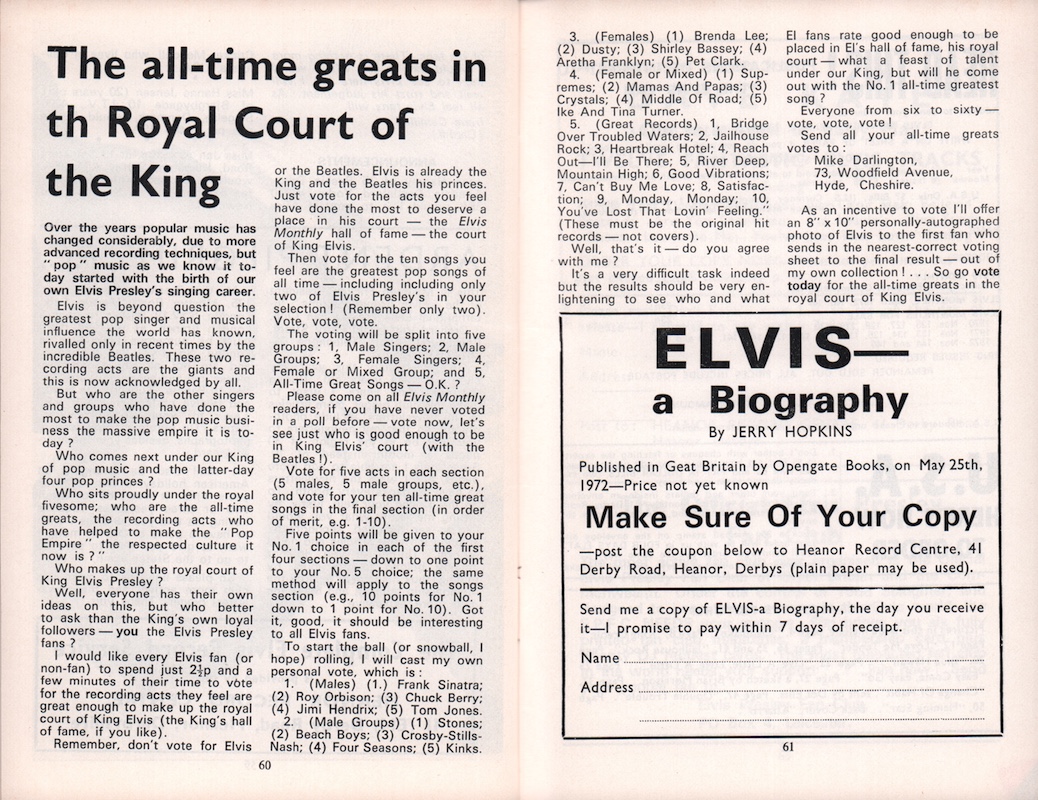 The all-time greats in
th Royal Court of
the King
Over the years popular music has
changed considerably, due to more
advanced recording techniques, but
"pop" music as we know it to-
day started with the birth of our
own Elvis Presley's singing career.
Elvis is beyond question the
greatest pop singer and musical
influence the world has known,
rivalled only in recent times by the
incredible Beatles. These two re-
cording acts are the giants and
this is now acknowledged by all.
But who are the other singers
and groups who have done the
most to make the pop music busi-
ness the massive empire it is to-
day ?
Who comes next under our King
of pop music and the latter-day
four pop princes ?
Who sits proudly under the royal
fivesome; who are the all-time
greats, the recording acts who
have helped to make the "Pop
Empire" the respected culture it
now is ?"
Who makes up the royal court of
King Elvis Presley ?
Well, everyone has their own
ideas on this, but who better
to ask than the King's own loyal
followers — you the Elvis Presley
fans ?
I would like every Elvis fan (or
non-fan) to spend just 2½p and a
few minutes of their time to vote
for the recording acts they feel are
great enough to make up the royal
court of King Elvis (the King's hall
of fame, if you like).
Remember, don't vote for Elvis
or the Beatles. Elvis is already the
King and the Beatles his princes.
Just vote for the acts you feel
have done the most to deserve a
place in his court — the Elvis
Monthly hall of fame — the court
of King Elvis.
Then vote for the ten songs you
feel are the greatest pop songs of
all time — including including only
two of Elvis Presley's in your
selection ! (Remember only two).
Vote, vote, vote.
The voting will be split into five
groups : 1, Male Singers; 2, Male
Groups; 3, Female Singers; 4,
Female or Mixed Group; and 5,
All-Time Great Songs — O.K. ?
Please come on all Elvis Monthly
readers, if you have never voted
in a poll before — vote now, let's
see just who is good enough to be
in King Elvis' court (with the
Beatles !).
Vote for five acts in each section
(5 males, 5 male groups, etc.),
and vote for your ten all-time great
songs in the final section (in order
of merit, e.g. 1-10).
Five points will be given to your
No. 1 choice in each of the first
four sections — down to one point
to your No. 5 choice; the same
method will apply to the songs
section (e.g., 10 points for No. 1
down to 1 point for No. 10). Got
it, good, it should be interesting
to all Elvis fans.
To start the ball (or snowball, I
hope) rolling, I will cast my own
personal vote, which is :
1. (Males) (1.) Frank Sinatra;
(2) Roy Orbison; (3) Chuck Berry;
(4) Jimi Hendrix; (5) Tom Jones.
2. (Male Groups) (1) Stones;
(2) Beach Boys; (3) Crosby-Stills-
Nash; (4) Four Seasons; (5) Kinks.
60
3. (Females) (1) Brenda Lee;
(2) Dusty; (3) Shirley Bassey; (4)
Aretha Franklyn; (5) Pet Clark.
4. (Female or Mixed) (1) Sup-
remes; (2) Mamas And Papas; (3)
Crystals; (4) Middle Of Road; (5)
Ike And Tina Turner.
5. (Great Records) 1, Bridge
Over Troubled Waters; 2, Jailhouse
Rock; 3, Heartbreak Hotel; 4, Reach
Out—I'll Be There; 5, River Deep,
Mountain High; 6, Good Vibrations;
7, Can't Buy Me Love; 8, Satisfac-
tion; 9, Monday, Monday; 10,
You've Lost That Lovin' Feeling."
(These must be the original hit
records — not covers).
Well, that's it — do you agree
with me ?
It's a very difficult task indeed
but the results should be very en-
lightening to see who and what
El fans rate good enough to be
placed in El's hall of fame, his royal
court — what a feast of talent
under our King, but will he come
out with the No. 1 all-time greatest
song ?
Everyone from six to sixty —
vote, vote, vote !
Send all your all-time greats
votes to :
Mike Darlington,
73, Woodfield Avenue,
Hyde, Cheshire.
As an incentive to vote I'll offer
an 8" x 10" personally-autographed
photo of Elvis to the first fan who
sends in the nearest-correct voting
sheet to the final result — out of
my own collection ! . . . So go vote
today for the all-time greats in the
royal court of King Elvis.
ELVIS—
a Biography
By JERRY HOPKINS
Published in Geat Britain by Opengate Books, on May 25th,
1972—Price not yet known
Make Sure Of Your Copy
—post the coupon below to Heanor Record Centre, 41
Derby Road, Heanor, Derbys (plain paper may be used).
Send me a copy of ELVIS-a Biography, the day you receive
it—I promise to pay within 7 days of receipt.
Name
Address
61